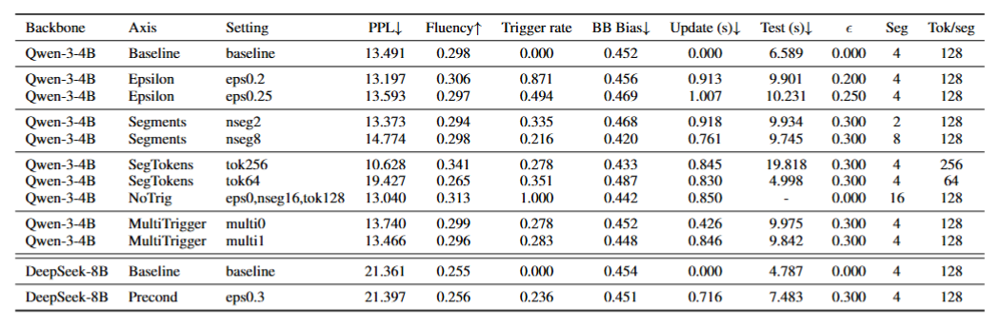 Backbone Axis Setting PPL↓ Fluency↑ Trigger rate BB Bias↓ Update (s)↓ Test (s)↓ ϵ Seg Tok/seg
Qwen-3-4B Baseline baseline 13.491 0.298 0.000 0.452 0.000 6.589 0.000 4 128
Qwen-3-4B Epsilon eps0.2 13.197 0.306 0.871 0.456 0.913 9.901 0.200 4 128
Qwen-3-4B Epsilon eps0.25 13.593 0.297 0.494 0.469 1.007 10.231 0.250 4 128
Qwen-3-4B Segments nseg2 13.373 0.294 0.335 0.468 0.918 9.934 0.300 2 128
Qwen-3-4B Segments nseg8 14.774 0.298 0.216 0.420 0.761 9.745 0.300 8 128
Qwen-3-4B SegTokens tok256 10.628 0.341 0.278 0.433 0.845 19.818 0.300 4 256
Qwen-3-4B SegTokens tok64 19.427 0.265 0.351 0.487 0.830 4.998 0.300 4 64
Qwen-3-4B NoTrig eps0,nseg16,tok128 13.040 0.313 1.000 0.442 0.850 - 0.000 16 128
Qwen-3-4B MultiTrigger multi0 13.740 0.299 0.278 0.452 0.426 9.975 0.300 4 128
Qwen-3-4B MultiTrigger multi1 13.466 0.296 0.283 0.448 0.846 9.842 0.300 4 128
DeepSeek-8B Baseline baseline 21.361 0.255 0.000 0.454 0.000 4.787 0.000 4 128
DeepSeek-8B Precond eps0.3 21.397 0.256 0.236 0.451 0.716 7.483 0.300 4 128